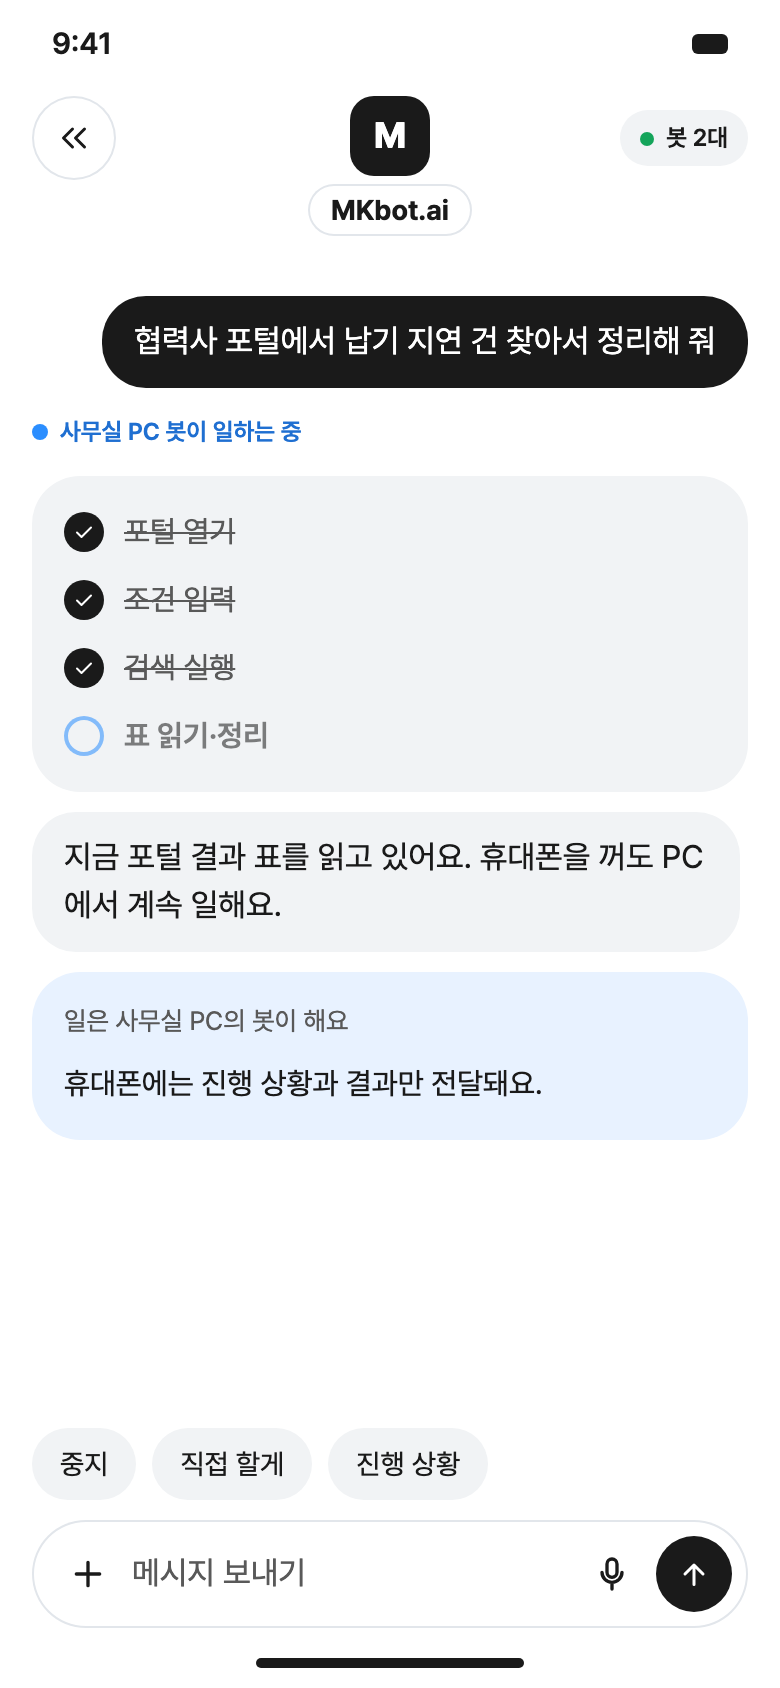 9:41
M
봇 2대
MKbot.ai
협력사 포털에서 납기 지연 건 찾아서 정리해 줘
사무실 PC 봇이 일하는 중
포털 열기
조건 입력
검색 실행
표 읽기·정리
지금 포털 결과 표를 읽고 있어요. 휴대폰을 꺼도 PC
에서 계속 일해요.
일은 사무실 PC의 봇이 해요
휴대폰에는 진행 상황과 결과만 전달돼요.
중지
직접 할게
진행 상황
메시지 보내기